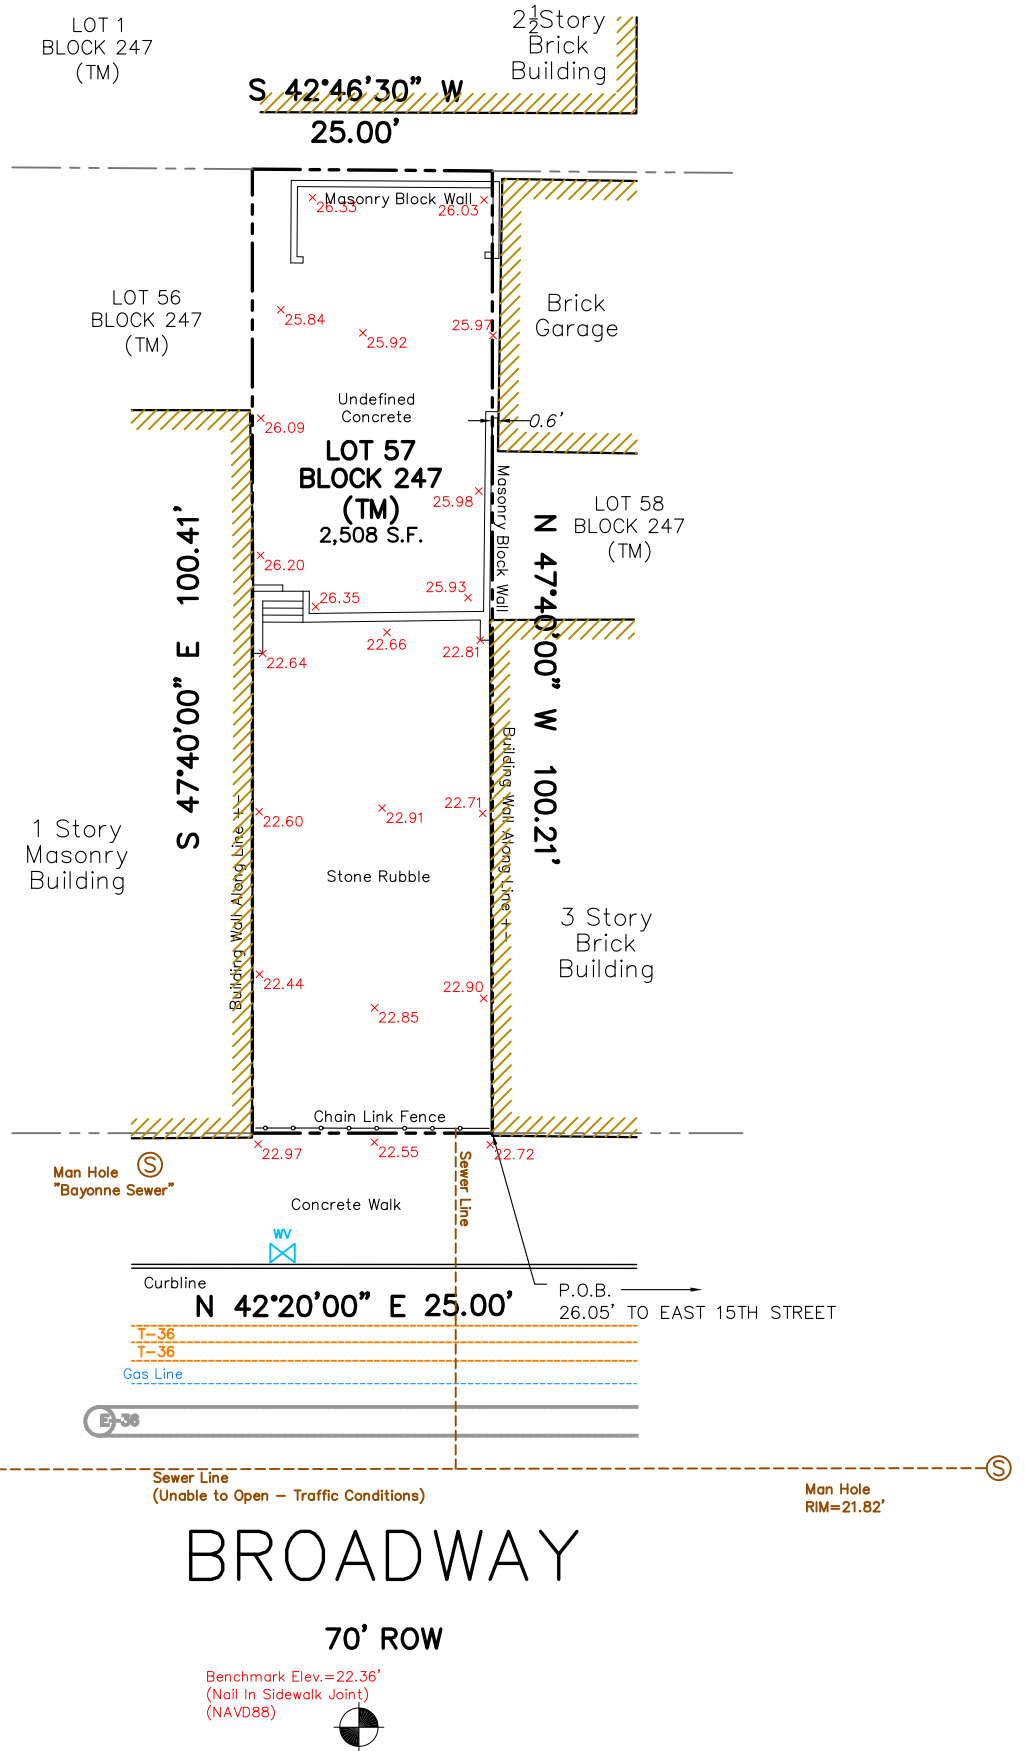 LOT 1
BLOCK 247
(TM)
2½Story
Brick
Building
S 42°46'30" W
25.00'
Masonry Block Wall
26.33
26.03
LOT 56
BLOCK 247
(TM)
Brick
Garage
25.84
25.92
25.97
Undefined
Concrete
0.6'
26.09
LOT 57
BLOCK 247
(TM)
2,508 S.F.
25.98
Masonry Block Wall
LOT 58
BLOCK 247
(TM)
S 47°40'00" E 100.41'
N 47°40'00" W 100.21'
26.20
26.35
25.93
22.66
22.81
22.64
Building Wall Along Line +-
Building Wall Along Line +-
22.60
22.91
22.71
1 Story
Masonry
Building
Stone Rubble
3 Story
Brick
Building
22.44
22.90
22.85
Chain Link Fence
22.97
22.55
22.72
Man Hole
"Bayonne Sewer"
S
Sewer Line
Concrete Walk
WV
Curbline
N 42°20'00" E 25.00'
P.O.B.
26.05' TO EAST 15TH STREET
T-36
T-36
Gas Line
E-36
S
Sewer Line
(Unable to Open - Traffic Conditions)
Man Hole
RIM=21.82'
BROADWAY
70' ROW
Benchmark Elev.=22.36'
(Nail In Sidewalk Joint)
(NAVD88)